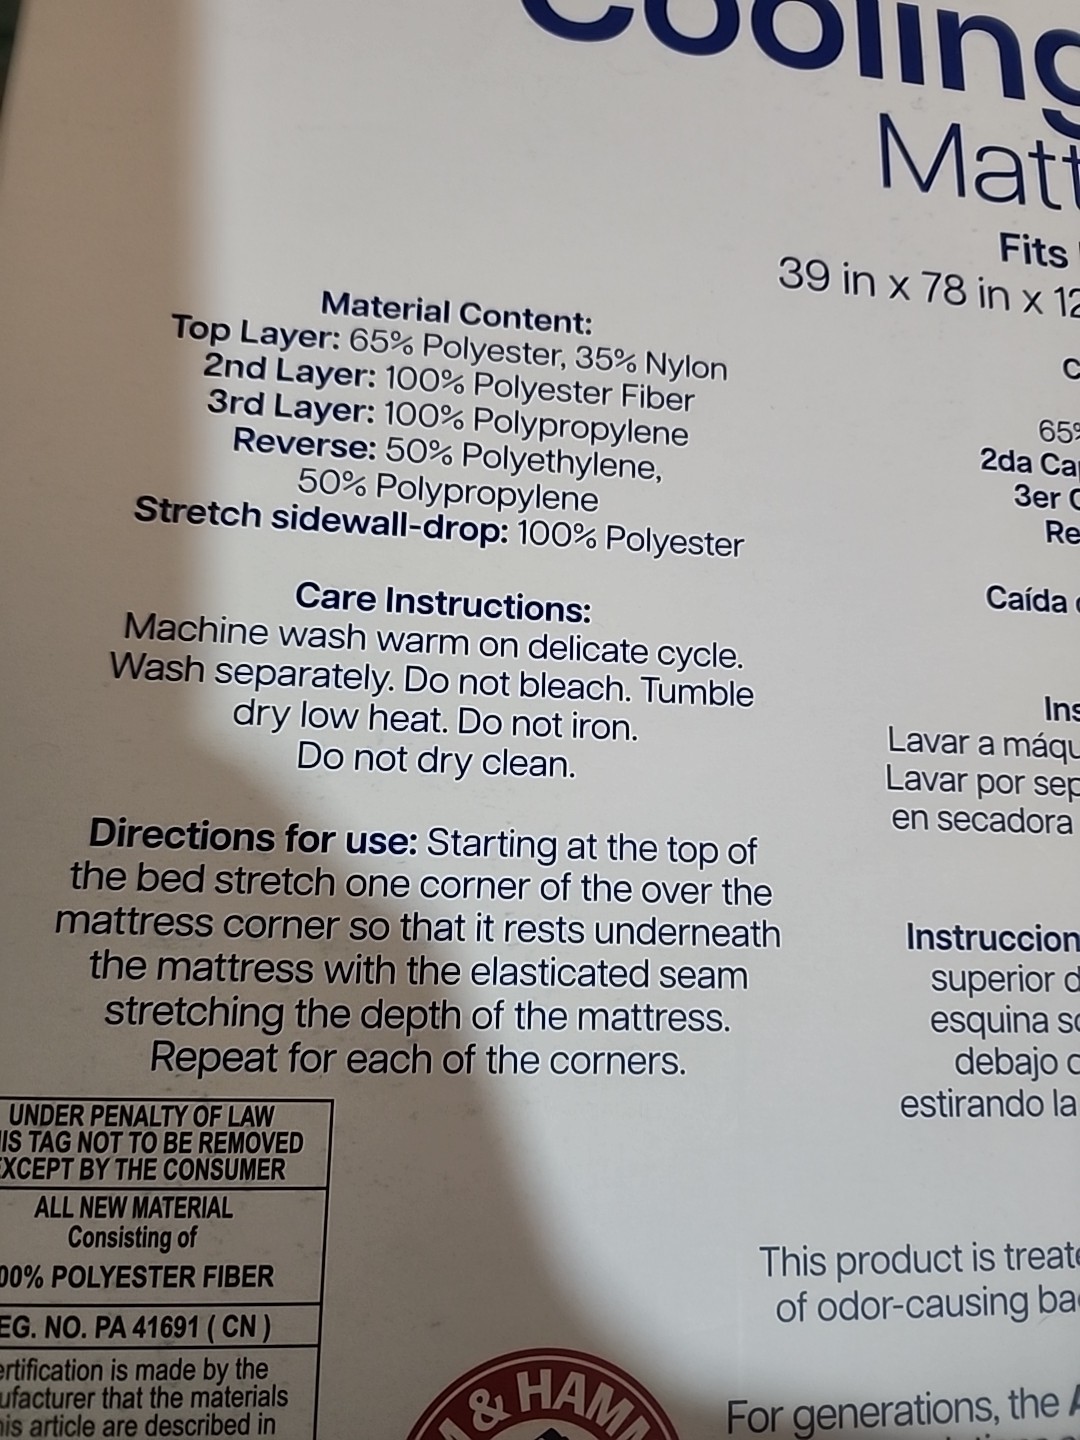 Cooling
Matt
Fits
39 in x 78 in x 12
Material Content:
Top Layer: 65% Polyester, 35% Nylon
2nd Layer: 100% Polyester Fiber
3rd Layer: 100% Polypropylene
Reverse: 50% Polyethylene,
50% Polypropylene
Stretch sidewall-drop: 100% Polyester
Care Instructions:
Machine wash warm on delicate cycle.
Wash separately. Do not bleach. Tumble
dry low heat. Do not iron.
Do not dry clean.
Directions for use: Starting at the top of
the bed stretch one corner of the over the
mattress corner so that it rests underneath
the mattress with the elasticated seam
stretching the depth of the mattress.
Repeat for each of the corners.
UNDER PENALTY OF LAW
IS TAG NOT TO BE REMOVED
XCEPT BY THE CONSUMER
ALL NEW MATERIAL
Consisting of
00% POLYESTER FIBER
EG. NO. PA 41691 ( CN )
ertification is made by the
ufacturer that the materials
is article are described in
C
65%
2da Cap
3er C
Re
Caída
Ins
Lavar a máqu
Lavar por sep
en secadora
Instruccion
superior d
esquina so
debajo
estirando la
This product is treate
of odor-causing bac
M & HAMM
For generations, the A